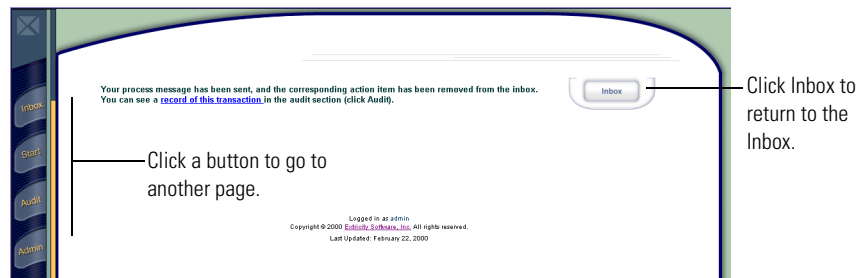 Your process message has been sent, and the corresponding action item has been removed from the inbox.
You can see a record of this transaction in the audit section (click Audit).
Inbox
Click Inbox to
return to the
Inbox.
Inbox
Start
Audit
Admin
Click a button to go to
another page.
Logged in as admin
Copyright © 2000 Extricity Software, Inc. All rights reserved.
Last Updated: February 22, 2000